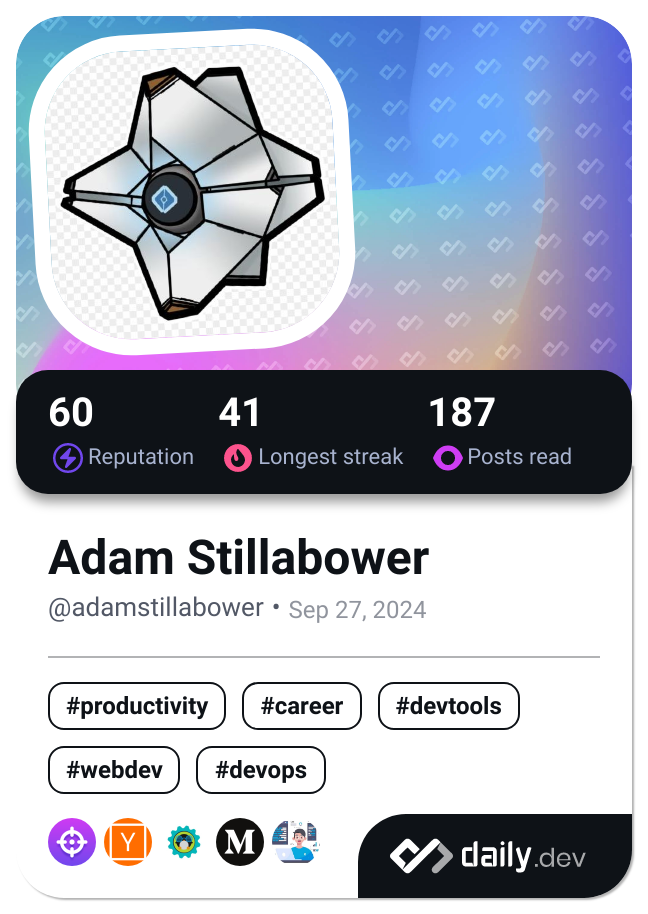 60 41 187
Reputation Longest streak Posts read
Adam Stillabower
@adamstillabower • Sep 27, 2024
#productivity #career #devtools
#webdev #devops
Y M daily.dev